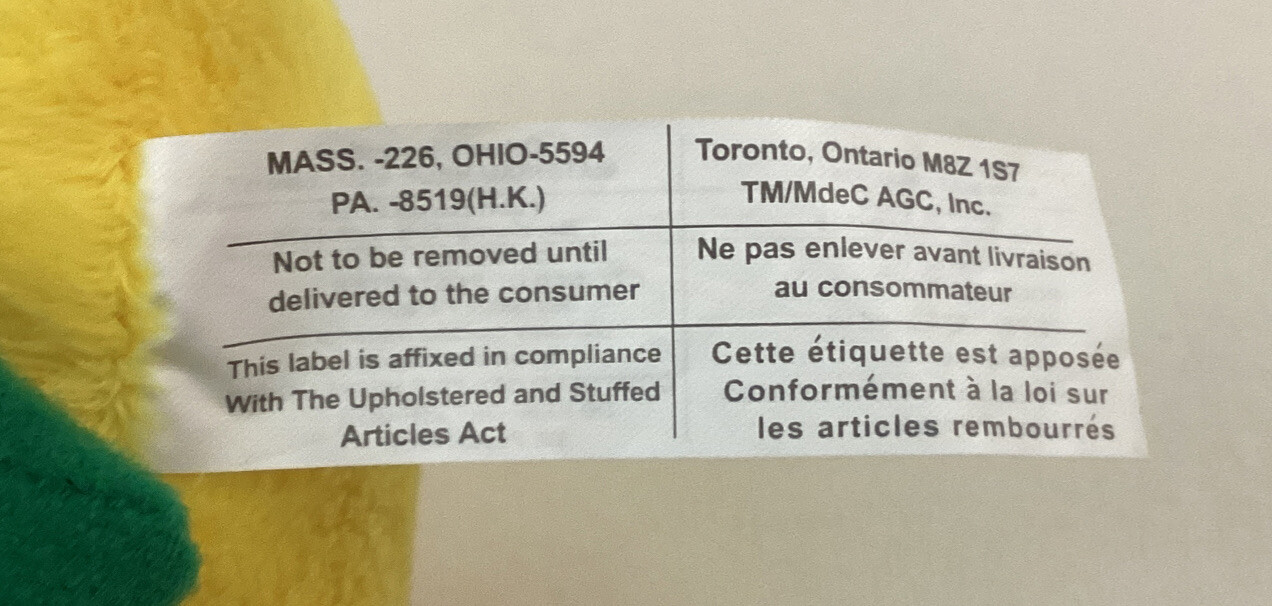 MASS. -226, OHIO-5594
PA. -8519(H.K.)
Toronto, Ontario M8Z 1S7
TM/MdeC AGC, Inc.
Not to be removed until
delivered to the consumer
Ne pas enlever avant livraison
au consommateur
This label is affixed in compliance
With The Upholstered and Stuffed
Articles Act
Cette étiquette est apposée
Conformément à la loi sur
les articles rembourrés